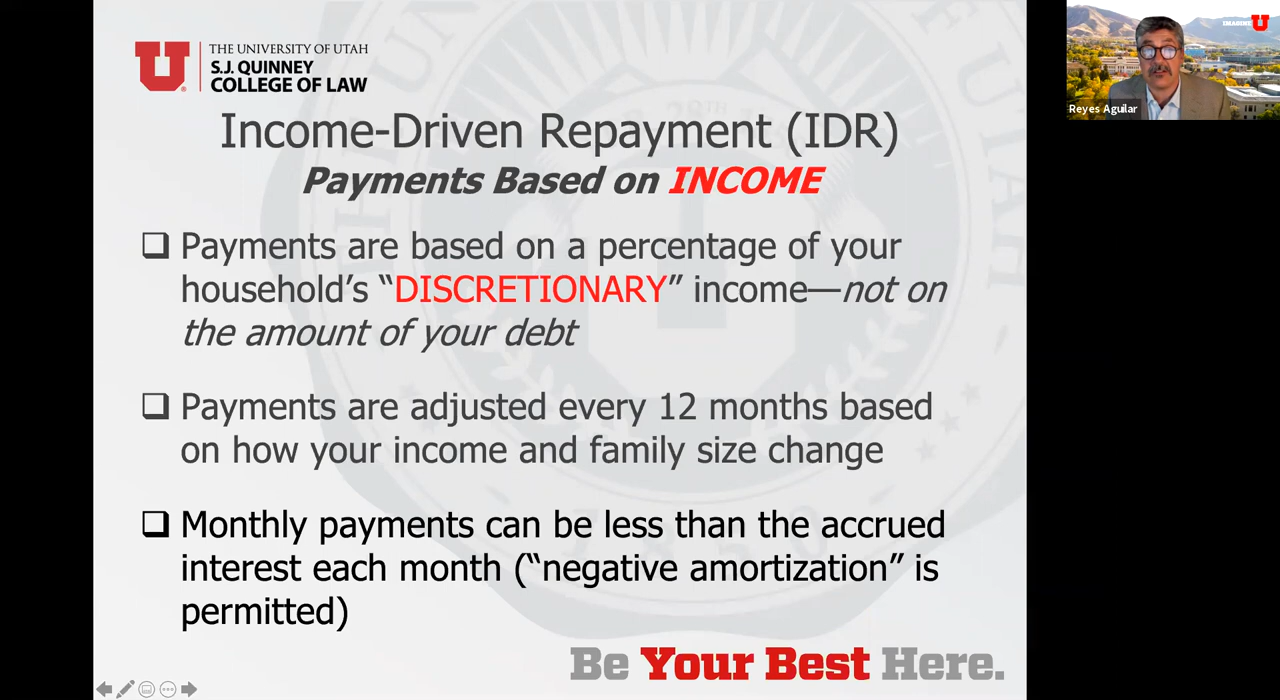 THE UNIVERSITY OF UTAH
S.J. QUINNEY
COLLEGE OF LAW
Income-Driven Repayment (IDR)
Payments Based on INCOME
❑ Payments are based on a percentage of your
household’s “DISCRETIONARY” income—not on
the amount of your debt
❑ Payments are adjusted every 12 months based
on how your income and family size change
❑ Monthly payments can be less than the accrued
interest each month (“negative amortization” is
permitted)
Be Your Best Here.
IMAGINE U
Reyes Aguilar